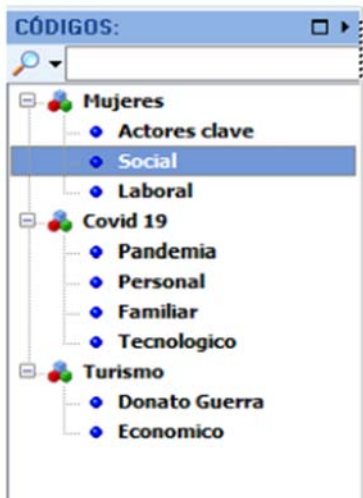 CÓDIGOS:
Mujeres
Actores clave
Social
Laboral
Covid 19
Pandemia
Personal
Familiar
Tecnologico
Turismo
Donato Guerra
Economico